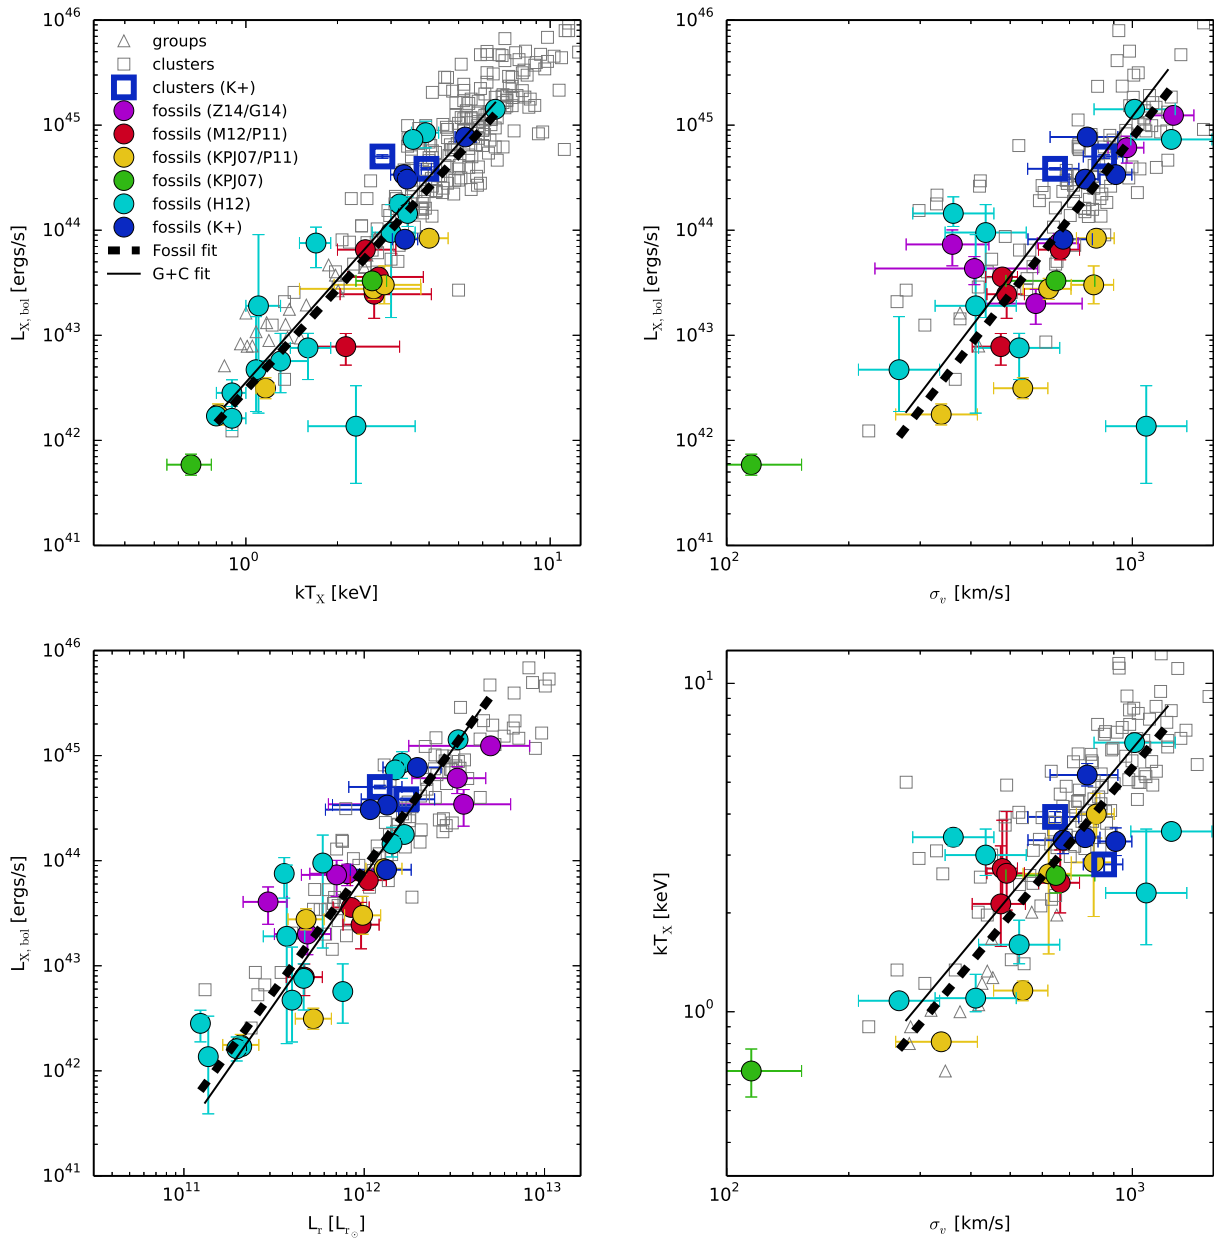 10^46
10^45
10^44
10^43
10^42
10^41
L_X, bol [ergs/s]
groups
clusters
clusters (K+)
fossils (Z14/G14)
fossils (M12/P11)
fossils (KPJ07/P11)
fossils (KPJ07)
fossils (H12)
fossils (K+)
Fossil fit
G+C fit
10^0
10^1
kT_X [keV]
10^46
10^45
10^44
10^43
10^42
10^41
L_X, bol [ergs/s]
10^2
10^3
σ_v [km/s]
10^46
10^45
10^44
10^43
10^42
10^41
L_X, bol [ergs/s]
10^11
10^12
10^13
L_r [L_r☉]
10^1
10^0
kT_X [keV]
10^2
10^3
σ_v [km/s]